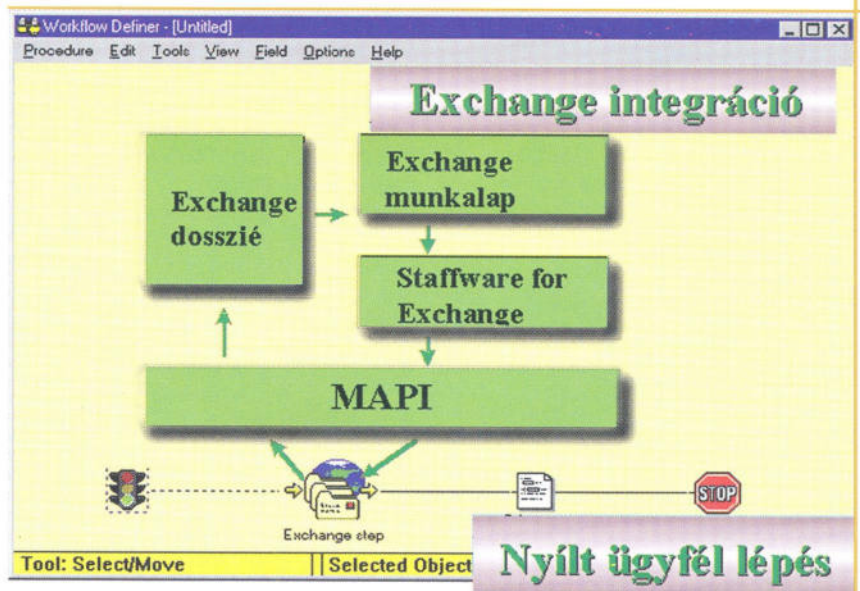 Workflow Definer - [Untitled]
Procedure Edit Tools View Field Options Help
Exchange integráció
Exchange
dosszié
Exchange
munkalap
Staffware for
Exchange
MAPI
STOP
Exchange step
Tool: Select/Move
Selected Object
Nyílt ügyfél lépés